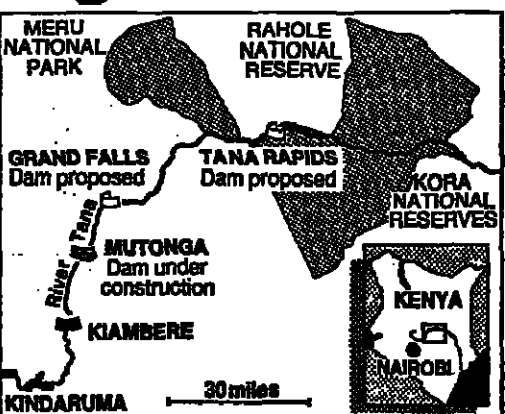 MERU
NATIONAL
PARK
RAHOLE
NATIONAL
RESERVE
GRAND FALLS
Dam proposed
TANA RAPIDS
Dam proposed
KORA
NATIONAL
RESERVES
River Tana
MUTONGA
Dam under
construction
KIAMBERE
KINDARUMA
30 miles
KENYA
NAIROBI